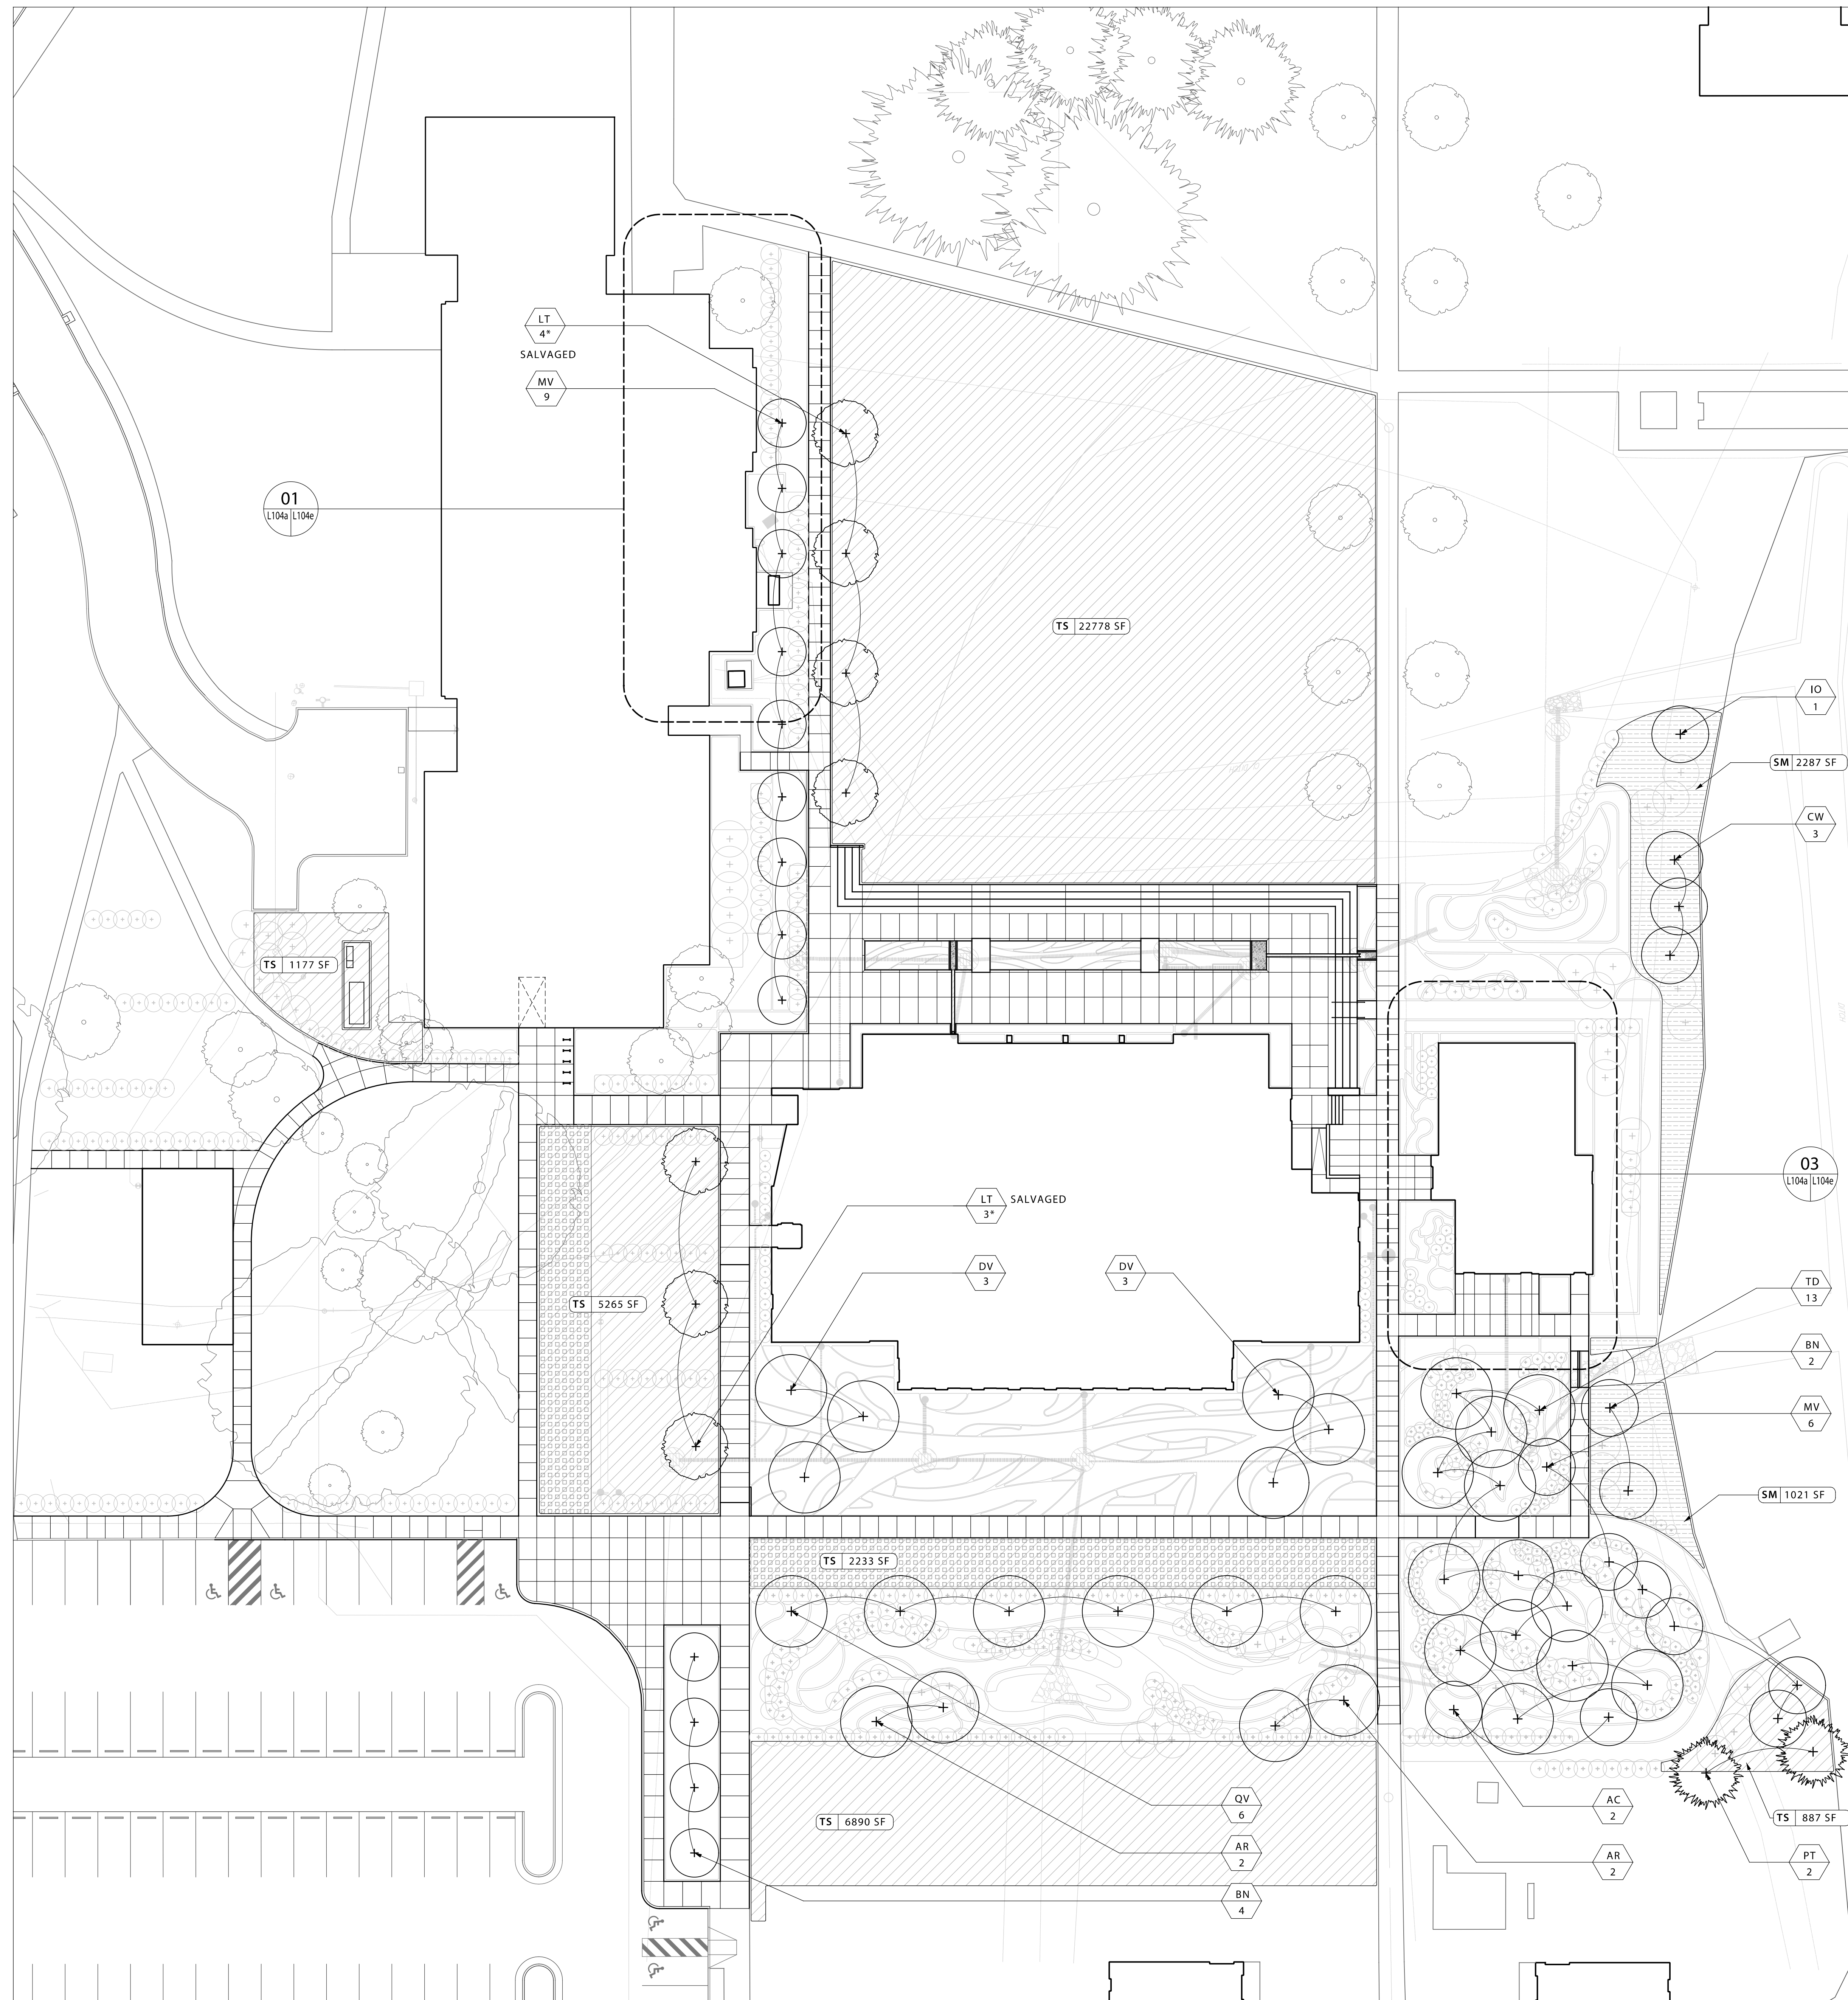 LT
4*
SALVAGED
MV
9
01
L104a L104e
TS 22778 SF
IO
1
SM 2287 SF
CW
3
TS 1177 SF
03
L104a L104e
LT SALVAGED
3*
DV
3
DV
3
TD
13
TS 5265 SF
BN
2
MV
6
SM 1021 SF
TS 2233 SF
QV
6
AC
2
TS 6890 SF
TS 887 SF
AR
2
AR
2
PT
2
BN
4